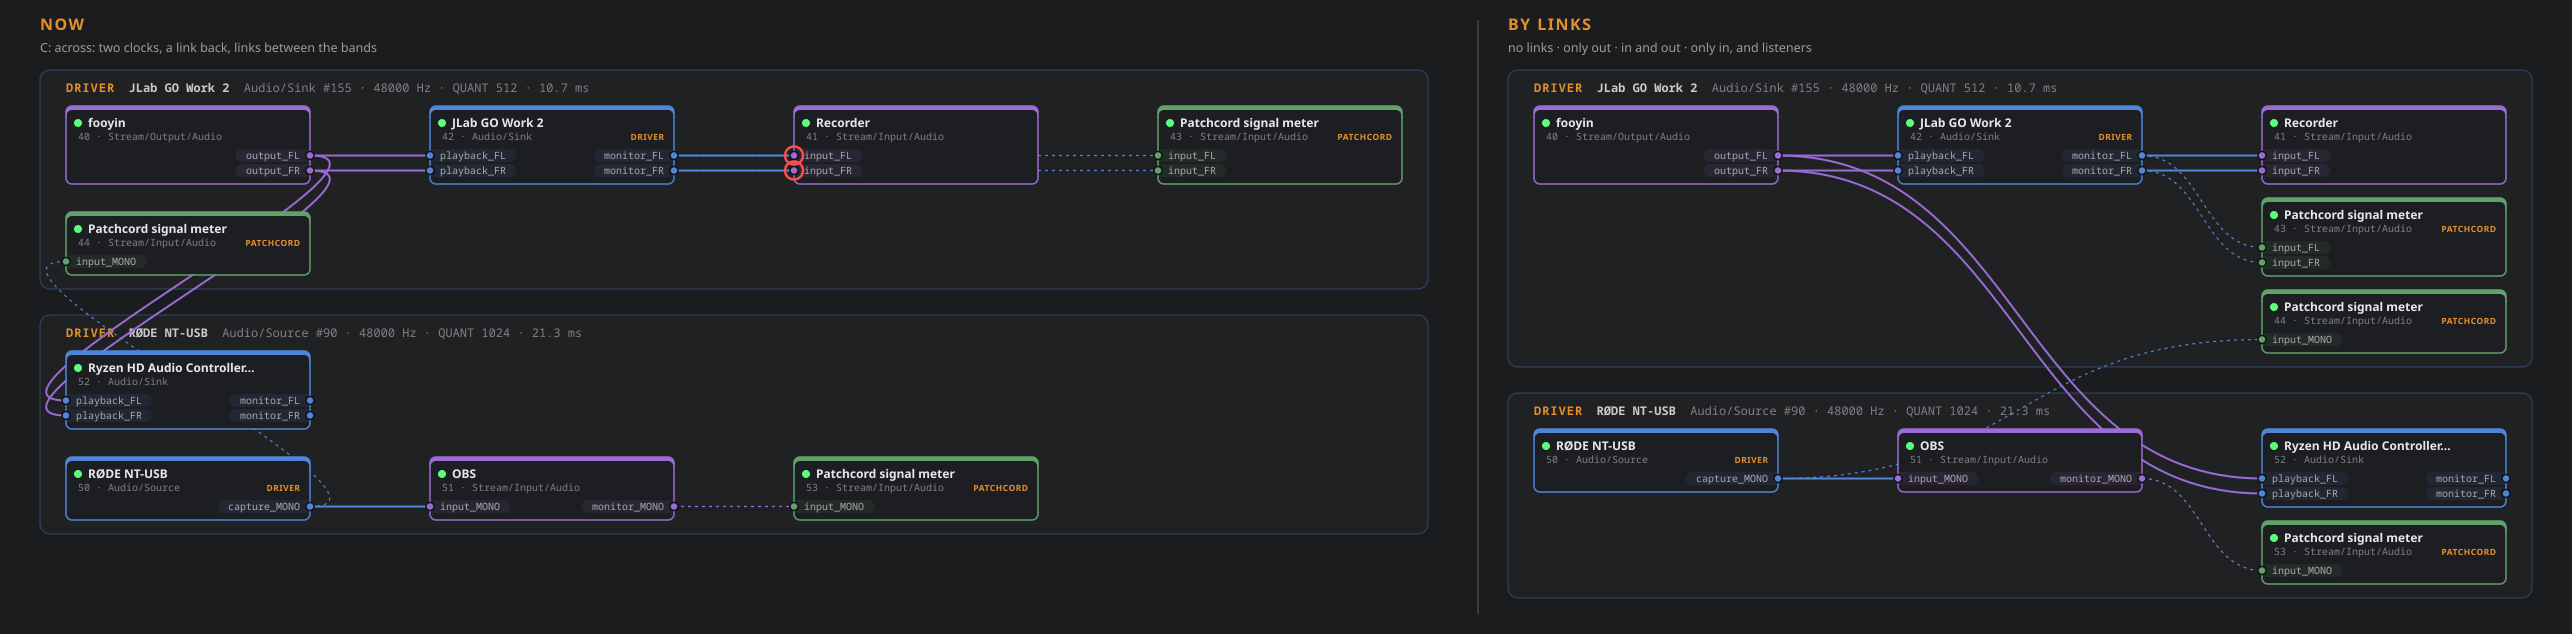 NOW
C: across: two clocks, a link back, links between the bands
DRIVER JLab GO Work 2 Audio/Sink #155 · 48000 Hz · QUANT 512 · 10.7 ms
fooyin
40 · Stream/Output/Audio
output_FL
output_FR
JLab GO Work 2
42 · Audio/Sink DRIVER
playback_FL monitor_FL
playback_FR monitor_FR
Recorder
41 · Stream/Input/Audio
input_FL
input_FR
Patchcord signal meter
43 · Stream/Input/Audio PATCHCORD
input_FL
input_FR
Patchcord signal meter
44 · Stream/Input/Audio PATCHCORD
input_MONO
DRIVER RØDE NT-USB Audio/Source #90 · 48000 Hz · QUANT 1024 · 21.3 ms
Ryzen HD Audio Controller...
52 · Audio/Sink
playback_FL monitor_FL
playback_FR monitor_FR
RØDE NT-USB
50 · Audio/Source DRIVER
capture_MONO
OBS
51 · Stream/Input/Audio
input_MONO monitor_MONO
Patchcord signal meter
53 · Stream/Input/Audio PATCHCORD
input_MONO
BY LINKS
no links · only out · in and out · only in, and listeners
DRIVER JLab GO Work 2 Audio/Sink #155 · 48000 Hz · QUANT 512 · 10.7 ms
fooyin
40 · Stream/Output/Audio
output_FL
output_FR
JLab GO Work 2
42 · Audio/Sink DRIVER
playback_FL monitor_FL
playback_FR monitor_FR
Recorder
41 · Stream/Input/Audio
input_FL
input_FR
Patchcord signal meter
43 · Stream/Input/Audio PATCHCORD
input_FL
input_FR
Patchcord signal meter
44 · Stream/Input/Audio PATCHCORD
input_MONO
DRIVER RØDE NT-USB Audio/Source #90 · 48000 Hz · QUANT 1024 · 21.3 ms
RØDE NT-USB
50 · Audio/Source DRIVER
capture_MONO
OBS
51 · Stream/Input/Audio
input_MONO monitor_MONO
Ryzen HD Audio Controller...
52 · Audio/Sink
playback_FL monitor_FL
playback_FR monitor_FR
Patchcord signal meter
53 · Stream/Input/Audio PATCHCORD
input_MONO